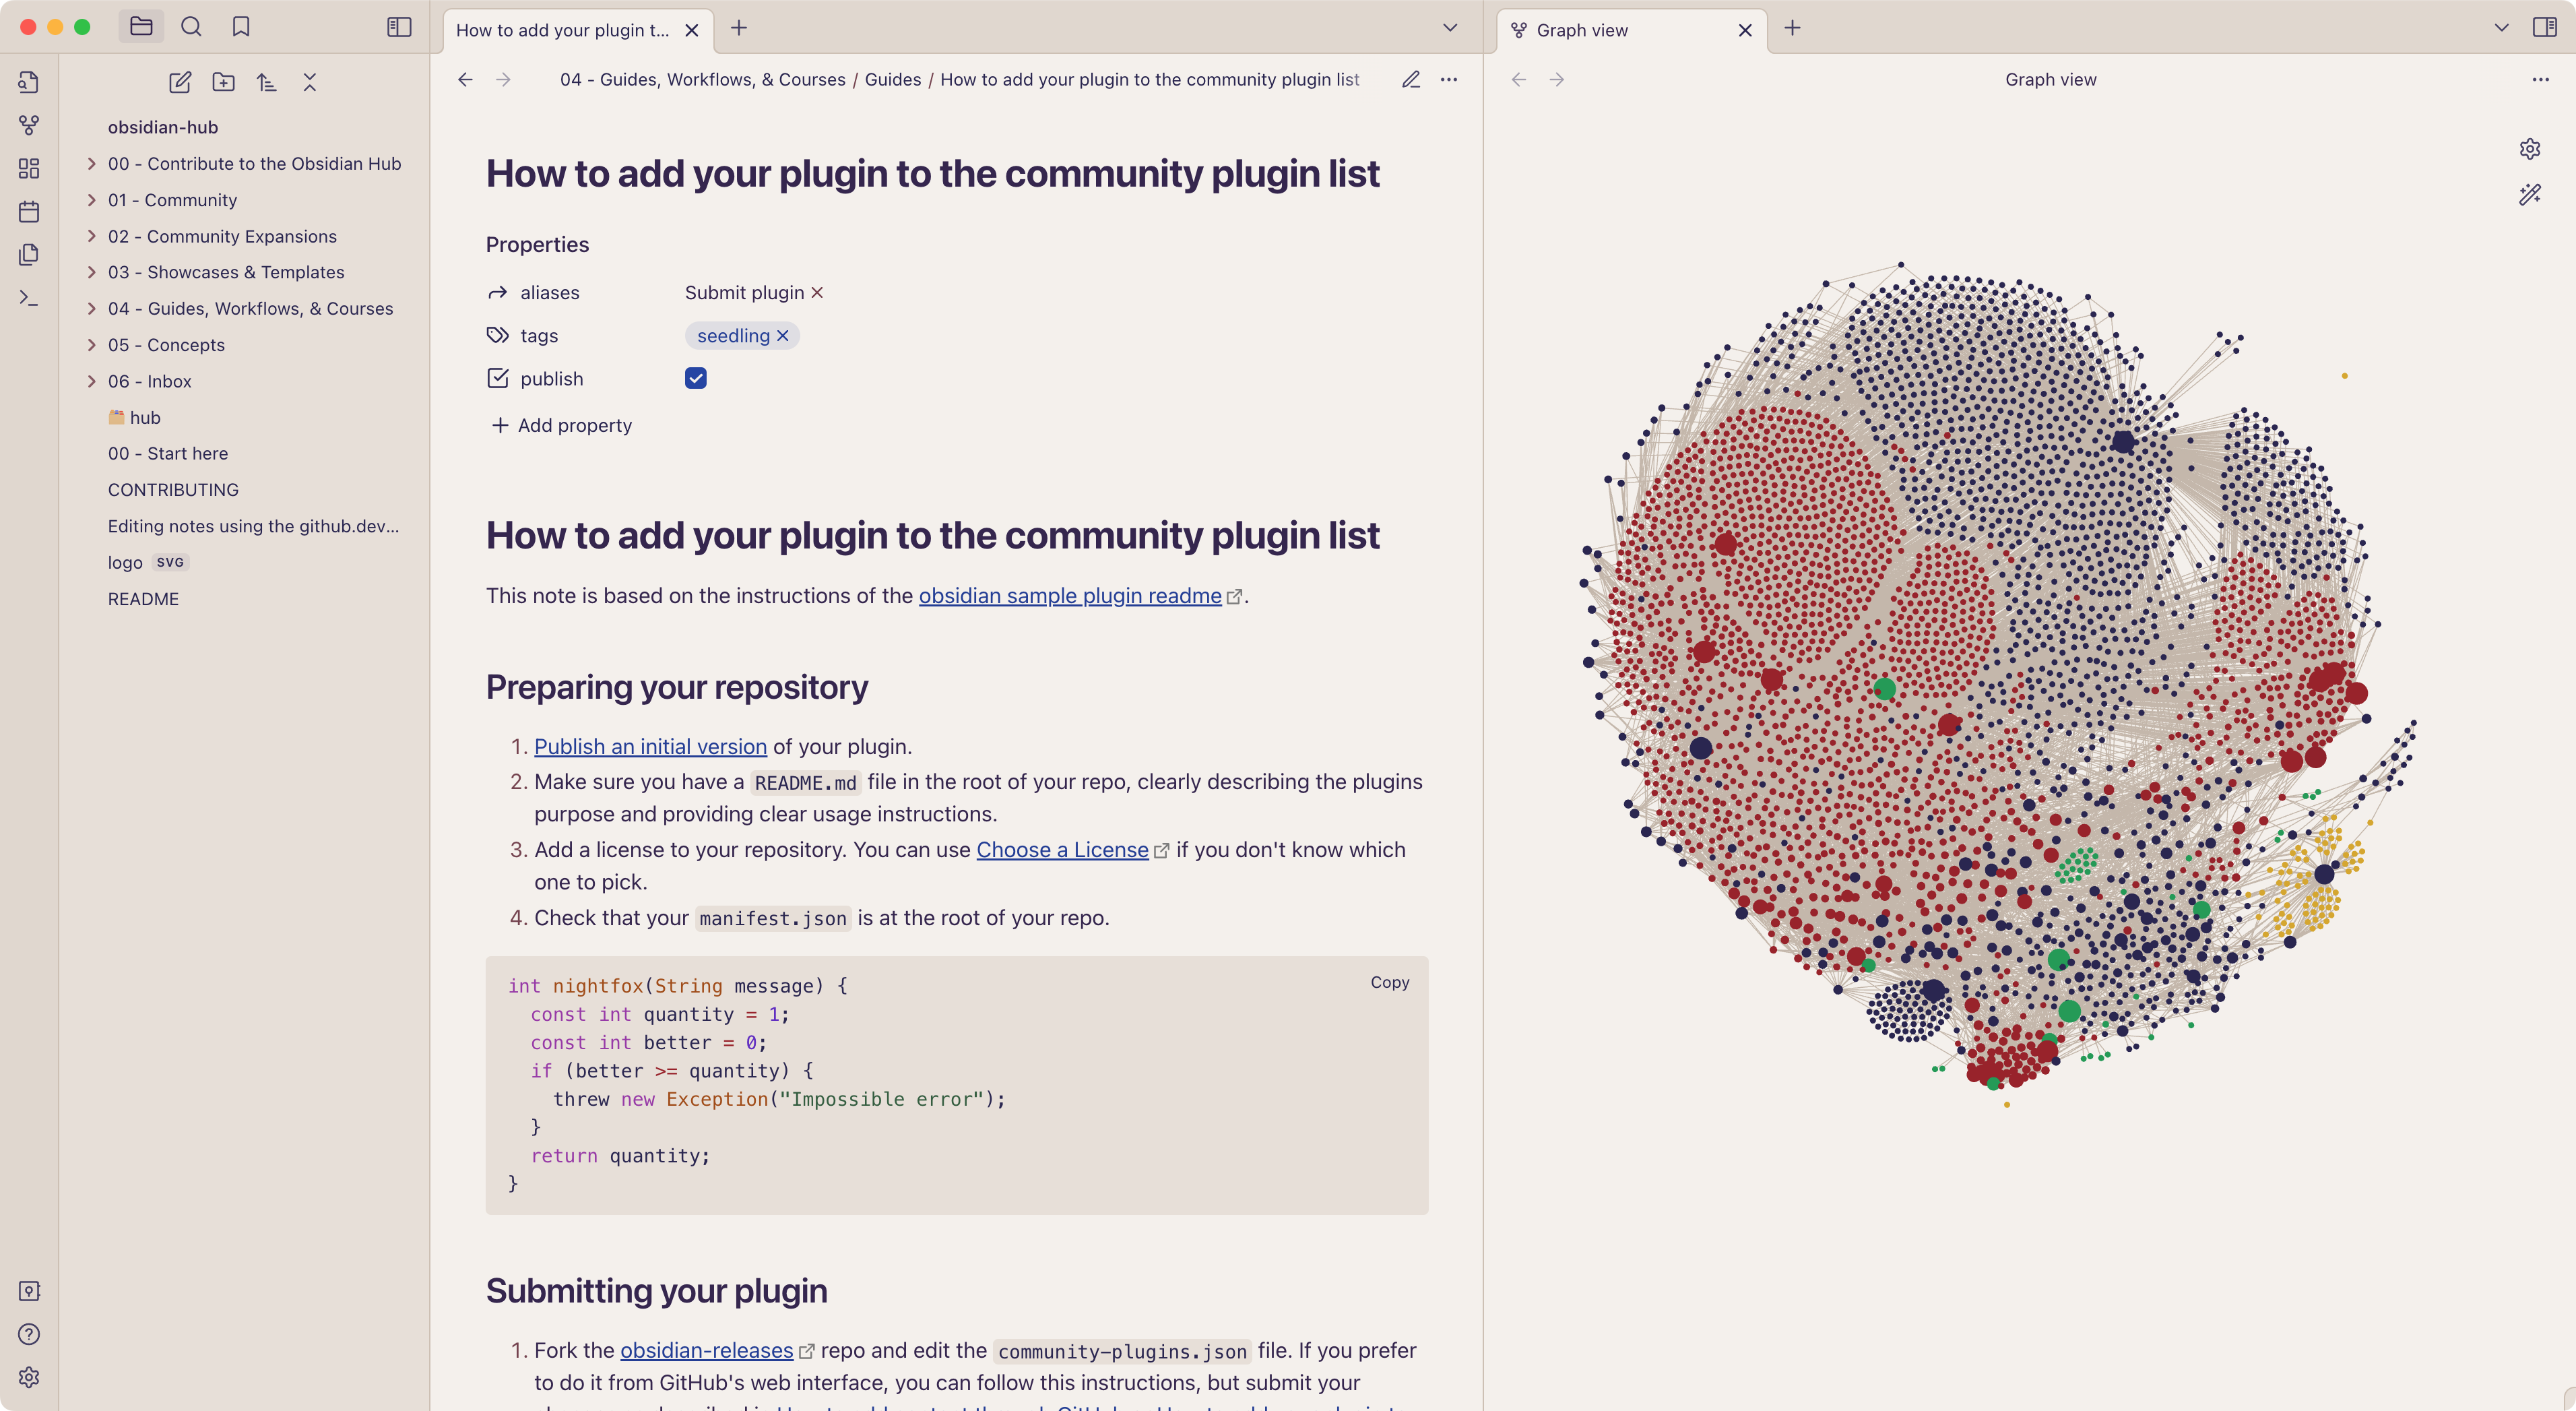 How to add your plugin t...
Graph view
04 - Guides, Workflows, & Courses / Guides / How to add your plugin to the community plugin list
Graph view
obsidian-hub
00 - Contribute to the Obsidian Hub
01 - Community
02 - Community Expansions
03 - Showcases & Templates
04 - Guides, Workflows, & Courses
05 - Concepts
06 - Inbox
hub
00 - Start here
CONTRIBUTING
Editing notes using the github.dev...
logo SVG
README
How to add your plugin to the community plugin list
Properties
aliases Submit plugin
tags seedling
publish
Add property
How to add your plugin to the community plugin list
This note is based on the instructions of the obsidian sample plugin readme.
Preparing your repository
1. Publish an initial version of your plugin.
2. Make sure you have a README.md file in the root of your repo, clearly describing the plugins
purpose and providing clear usage instructions.
3. Add a license to your repository. You can use Choose a License if you don't know which
one to pick.
4. Check that your manifest.json is at the root of your repo.
Copy
int nightfox(String message) {
  const int quantity = 1;
  const int better = 0;
  if (better >= quantity) {
    threw new Exception("Impossible error");
  }
  return quantity;
}
Submitting your plugin
1. Fork the obsidian-releases repo and edit the community-plugins.json file. If you prefer
to do it from GitHub's web interface, you can follow this instructions, but submit your